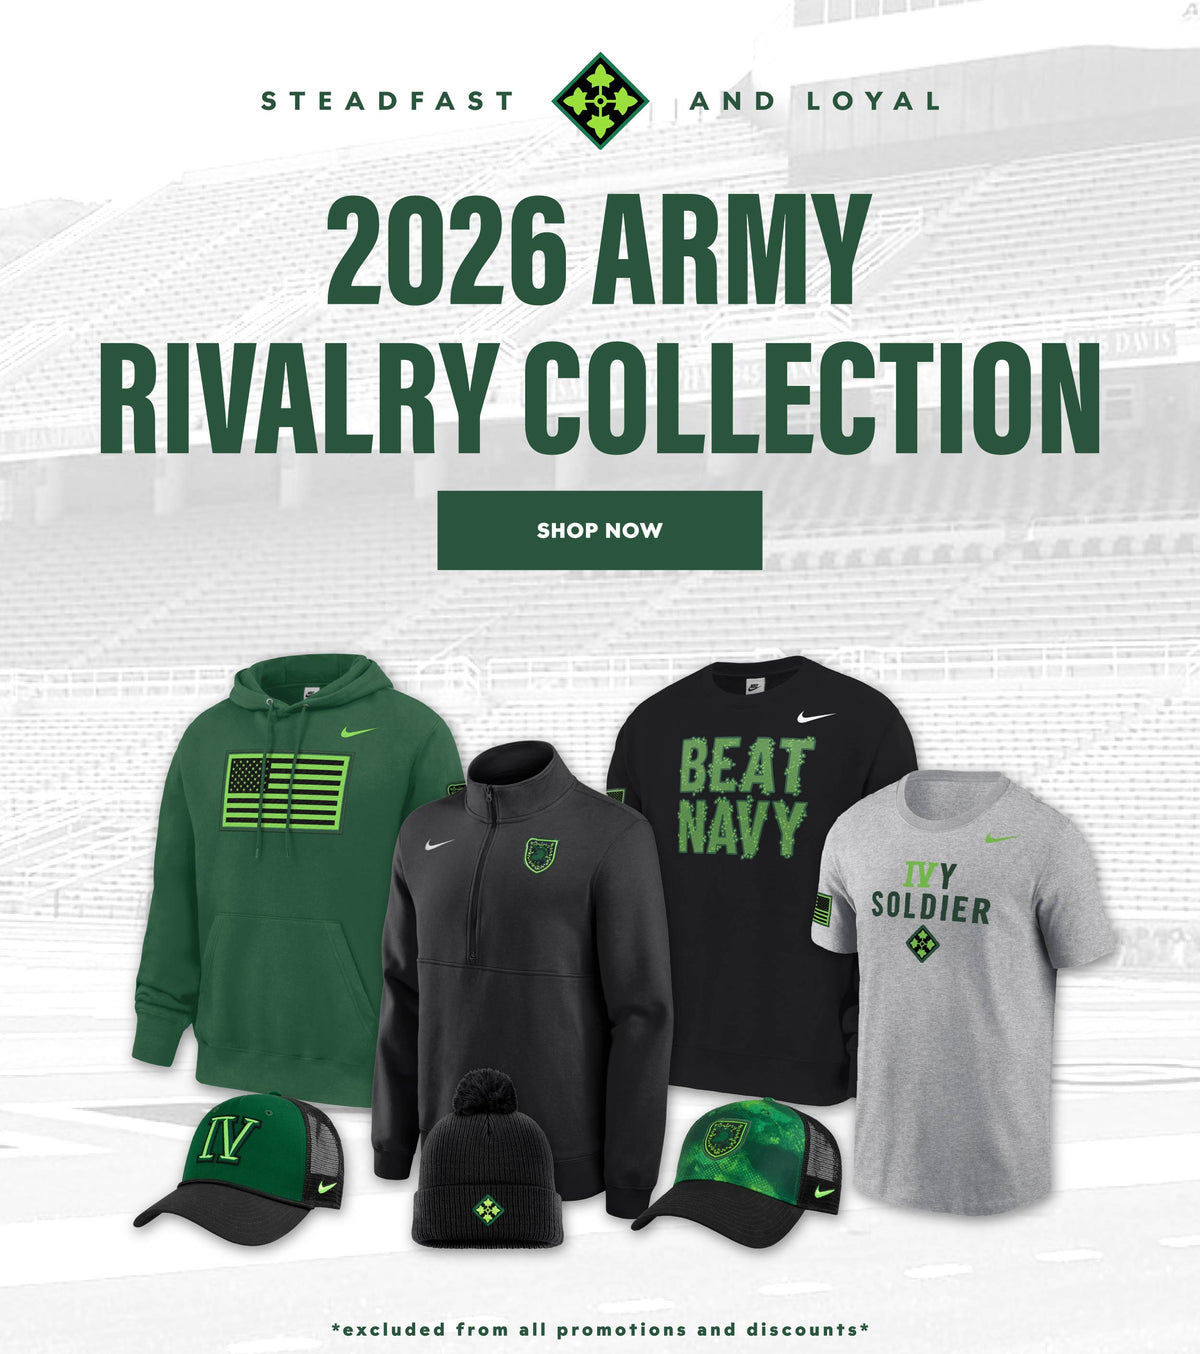 STEADFAST AND LOYAL
2026 ARMY
RIVALRY COLLECTION
SHOP NOW
BEAT
NAVY
IVY
SOLDIER
IV
*excluded from all promotions and discounts*